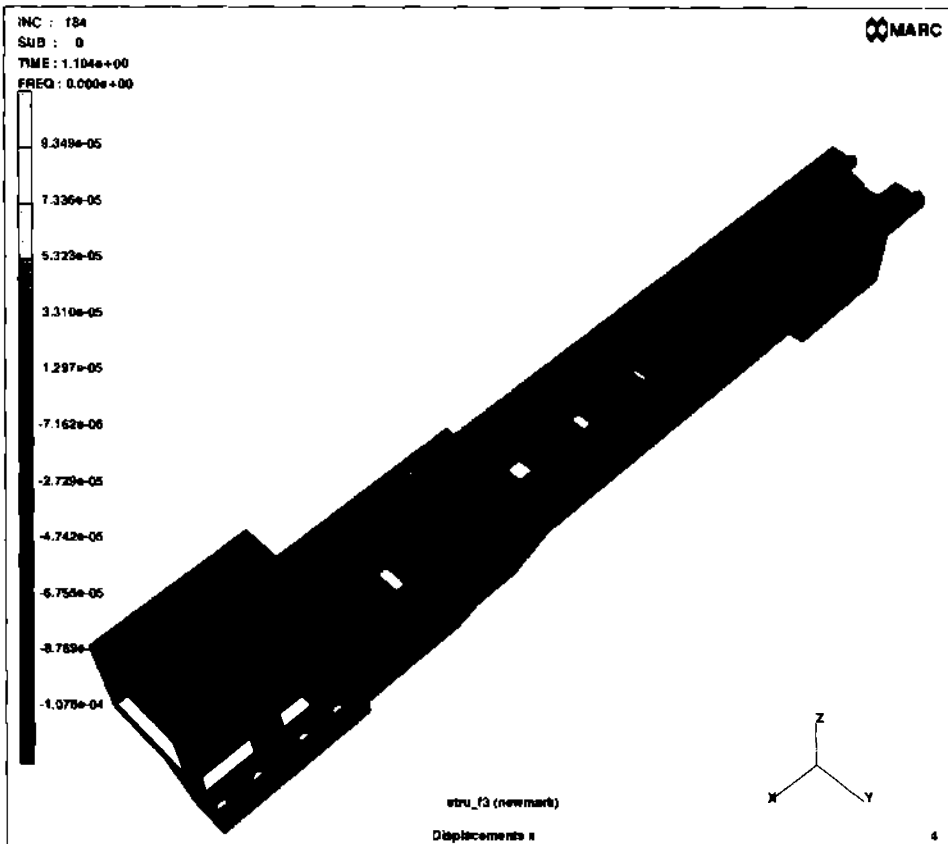 INC : 184
SUB : 0
TIME : 1.104e+00
FREQ : 0.000e+00
MARC
9.349e-05
7.336e-05
5.323e-05
3.310e-05
1.297e-05
-7.162e-06
-2.729e-05
-4.742e-05
-6.755e-05
-8.769e-
-1.078e-04
Z
X
Y
stru_f3 (newmark)
Displacements x
4